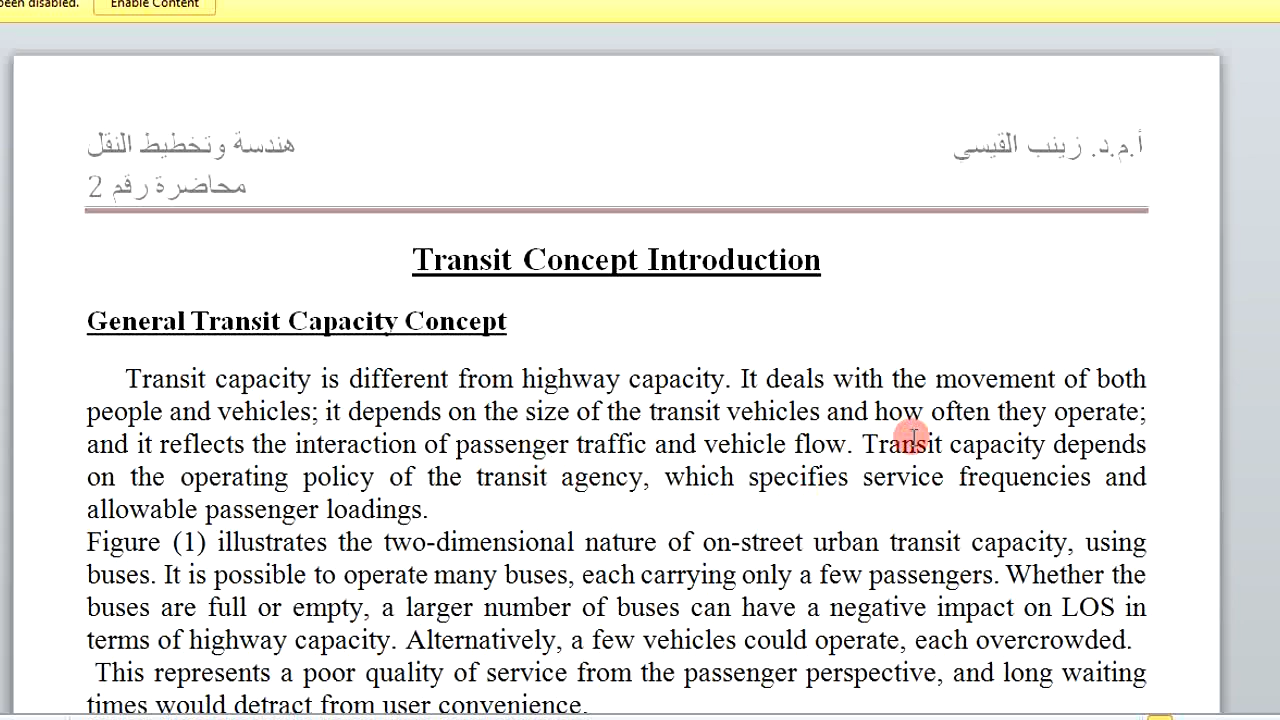 been disabled. Enable Content
هندسة وتخطيط النقل أ.م.د. زينب القيسي
محاضرة رقم 2
Transit Concept Introduction
General Transit Capacity Concept
Transit capacity is different from highway capacity. It deals with the movement of both
people and vehicles; it depends on the size of the transit vehicles and how often they operate;
and it reflects the interaction of passenger traffic and vehicle flow. Transit capacity depends
on the operating policy of the transit agency, which specifies service frequencies and
allowable passenger loadings.
Figure (1) illustrates the two-dimensional nature of on-street urban transit capacity, using
buses. It is possible to operate many buses, each carrying only a few passengers. Whether the
buses are full or empty, a larger number of buses can have a negative impact on LOS in
terms of highway capacity. Alternatively, a few vehicles could operate, each overcrowded.
This represents a poor quality of service from the passenger perspective, and long waiting
times would detract from user convenience.